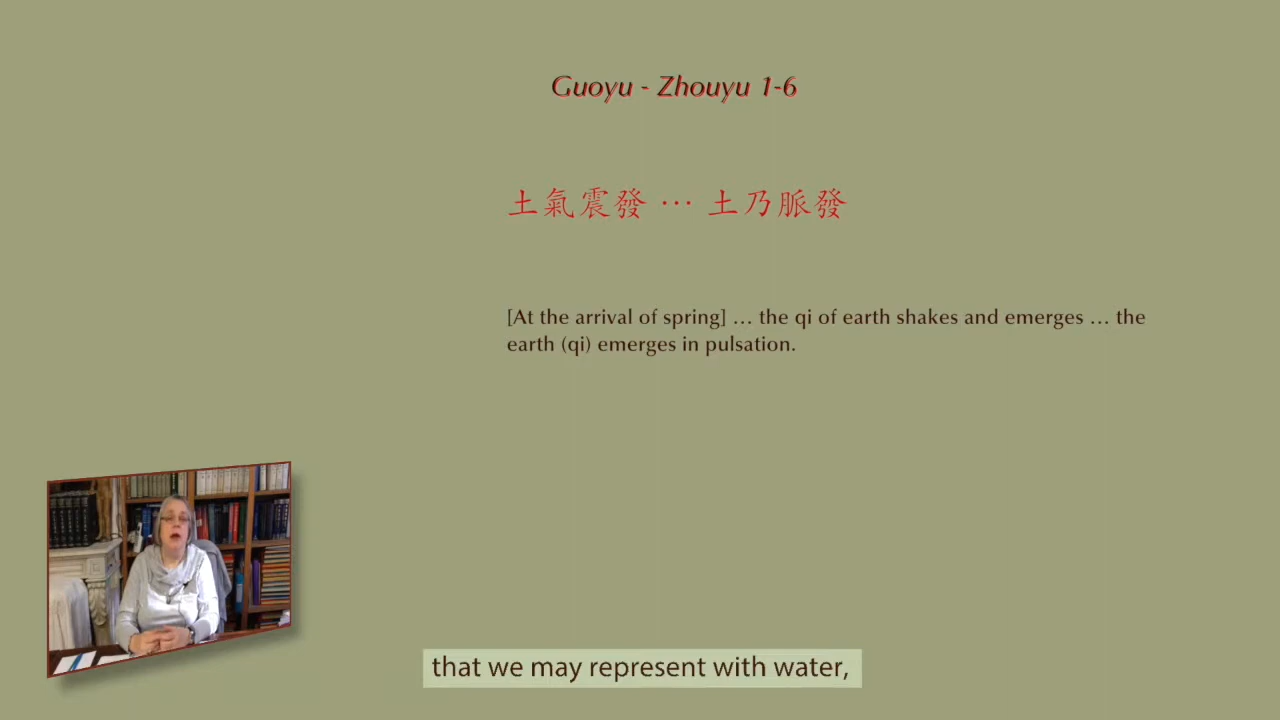 Guoyu - Zhouyu 1-6
土氣震發 … 土乃脈發
[At the arrival of spring] … the qi of earth shakes and emerges … the
earth (qi) emerges in pulsation.
that we may represent with water,